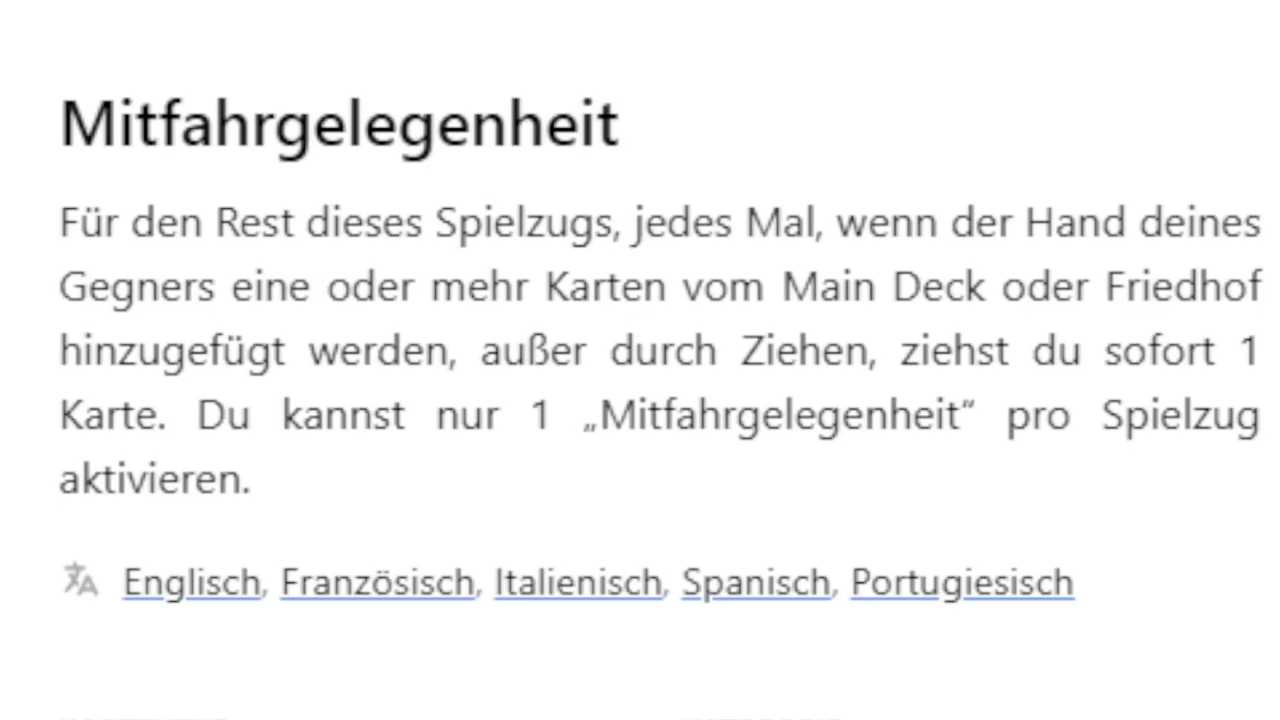 Mitfahrgelegenheit
Für den Rest dieses Spielzugs, jedes Mal, wenn der Hand deines
Gegners eine oder mehr Karten vom Main Deck oder Friedhof
hinzugefügt werden, außer durch Ziehen, ziehst du sofort 1
Karte. Du kannst nur 1 „Mitfahrgelegenheit“ pro Spielzug
aktivieren.
Englisch, Französisch, Italienisch, Spanisch, Portugiesisch